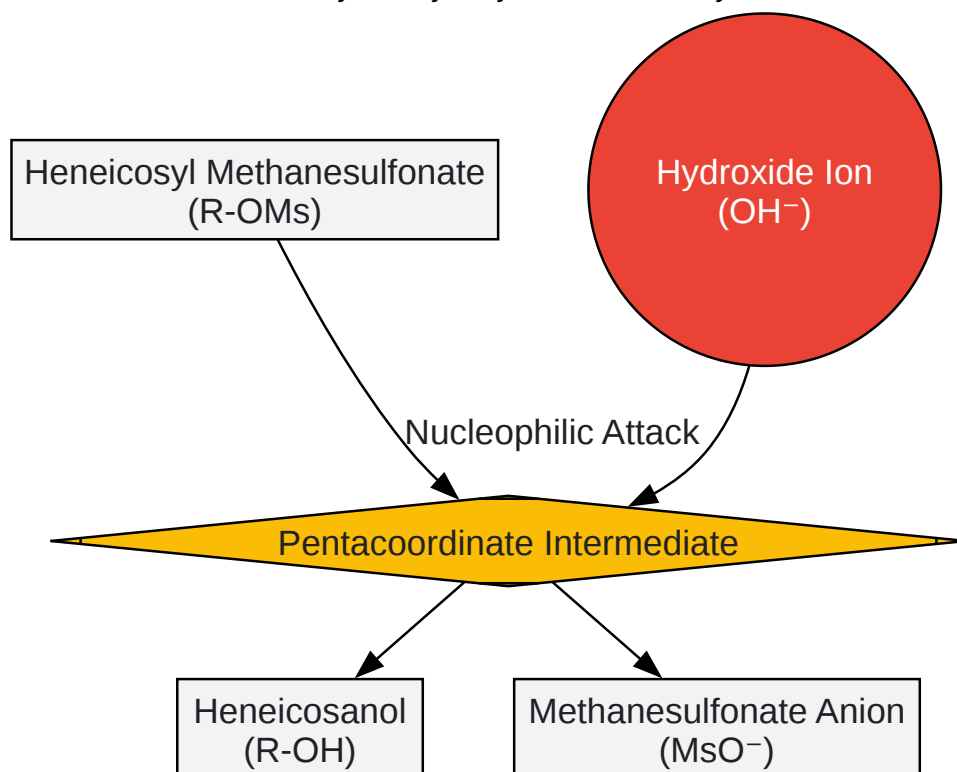 Heneicosyl Methanesulfonate
(R-OMs)
Hydroxide Ion
(OH⁻)
Nucleophilic Attack
Pentacoordinate Intermediate
Heneicosanol
(R-OH)
Methanesulfonate Anion
(MsO⁻)